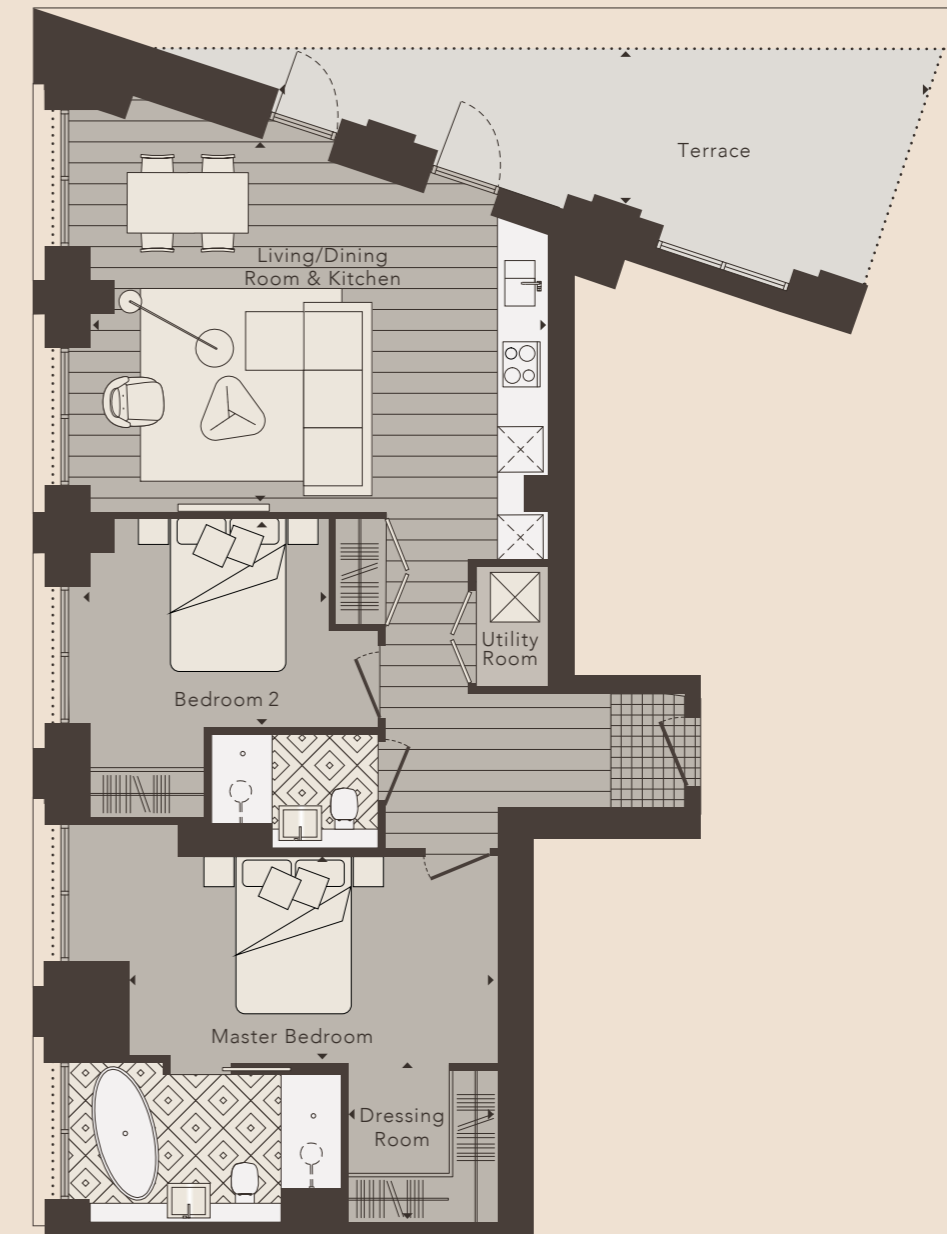 Terrace
Living/Dining
Room & Kitchen
Utility
Room
Bedroom 2
Master Bedroom
Dressing
Room